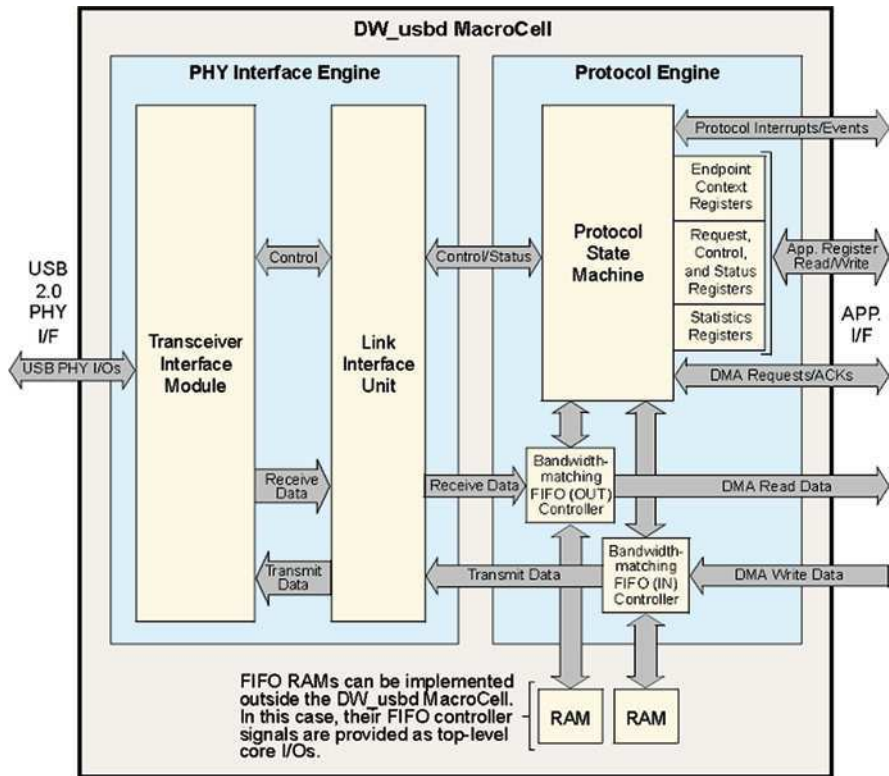 DW_usbd MacroCell
PHY Interface Engine
Protocol Engine
Protocol Interrupts/Events
Endpoint
Context
Registers
Request,
Control,
and Status
Registers
Statistics
Registers
Protocol
State
Machine
App. Register
Read/Write
Control
Control/Status
USB
2.0
PHY
I/F
USB PHY I/Os
Transceiver
Interface
Module
Link
Interface
Unit
APP.
I/F
DMA Requests/ACKs
Receive
Data
Receive Data
Bandwidth-
matching
FIFO (OUT)
Controller
DMA Read Data
Transmit
Data
Transmit Data
Bandwidth-
matching
FIFO (IN)
Controller
DMA Write Data
FIFO RAMs can be implemented
outside the DW_usbd MacroCell.
In this case, their FIFO controller
signals are provided as top-level
core I/Os.
RAM
RAM